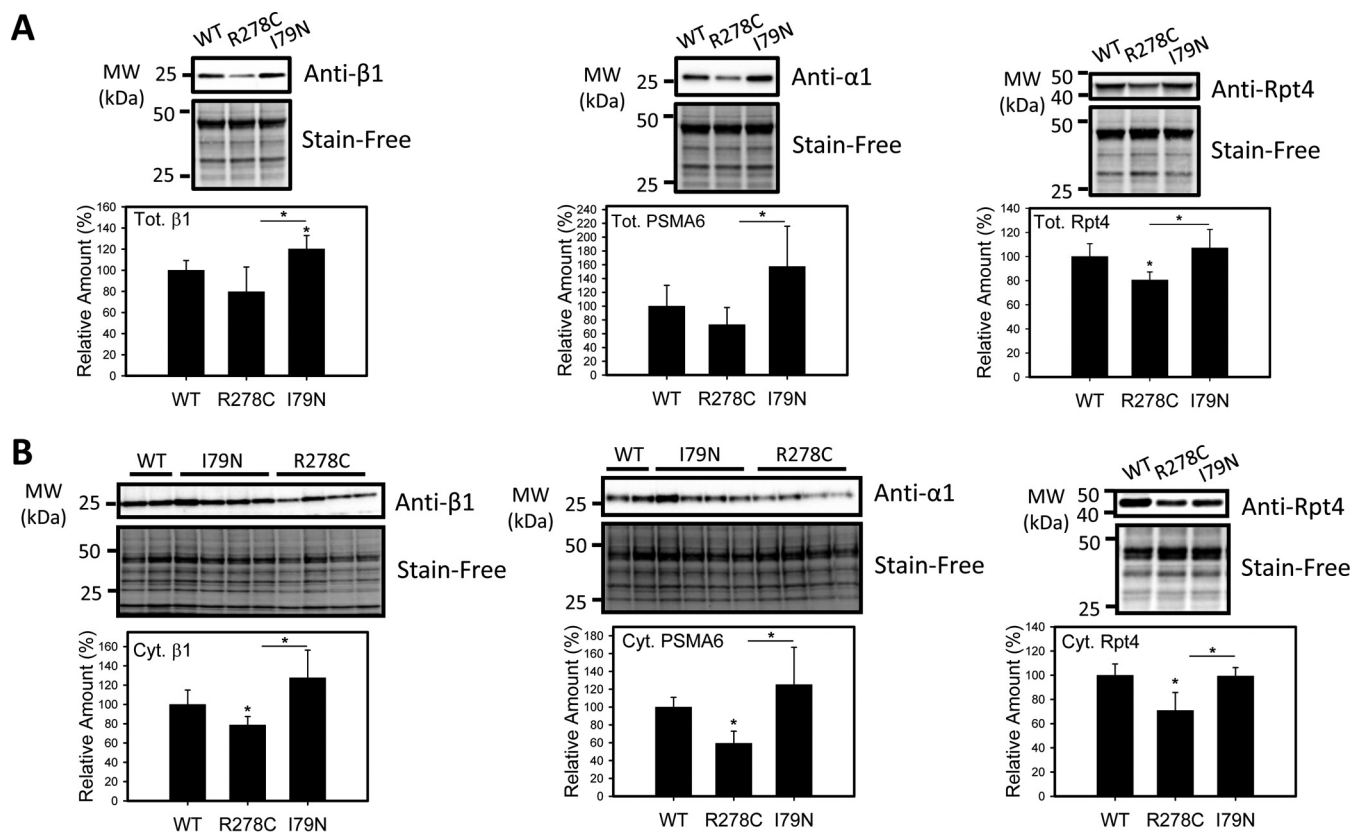 A
WT R278C I79N
MW
(kDa)
25
Anti-β1
50
25
Stain-Free
Relative Amount (%)
Tot. β1
160
140
120
100
80
60
40
20
0
*
*
WT R278C I79N
WT R278C I79N
MW
(kDa)
25
Anti-α1
50
25
Stain-Free
Relative Amount (%)
Tot. PSMA6
240
220
200
180
160
140
120
100
80
60
40
20
0
*
WT R278C I79N
WT R278C I79N
MW
(kDa)
50
40
Anti-Rpt4
50
25
Stain-Free
Relative Amount (%)
Tot. Rpt4
140
120
100
80
60
40
20
0
*
*
WT R278C I79N
B
WT I79N R278C
MW
(kDa)
25
Anti-β1
50
25
Stain-Free
Relative Amount (%)
Cyt. β1
160
140
120
100
80
60
40
20
0
*
*
WT R278C I79N
WT I79N R278C
MW
(kDa)
25
Anti-α1
50
25
Stain-Free
Relative Amount (%)
Cyt. PSMA6
180
160
140
120
100
80
60
40
20
0
*
*
WT R278C I79N
WT R278C I79N
MW
(kDa)
50
40
Anti-Rpt4
50
25
Stain-Free
Relative Amount (%)
Cyt. Rpt4
140
120
100
80
60
40
20
0
*
*
WT R278C I79N